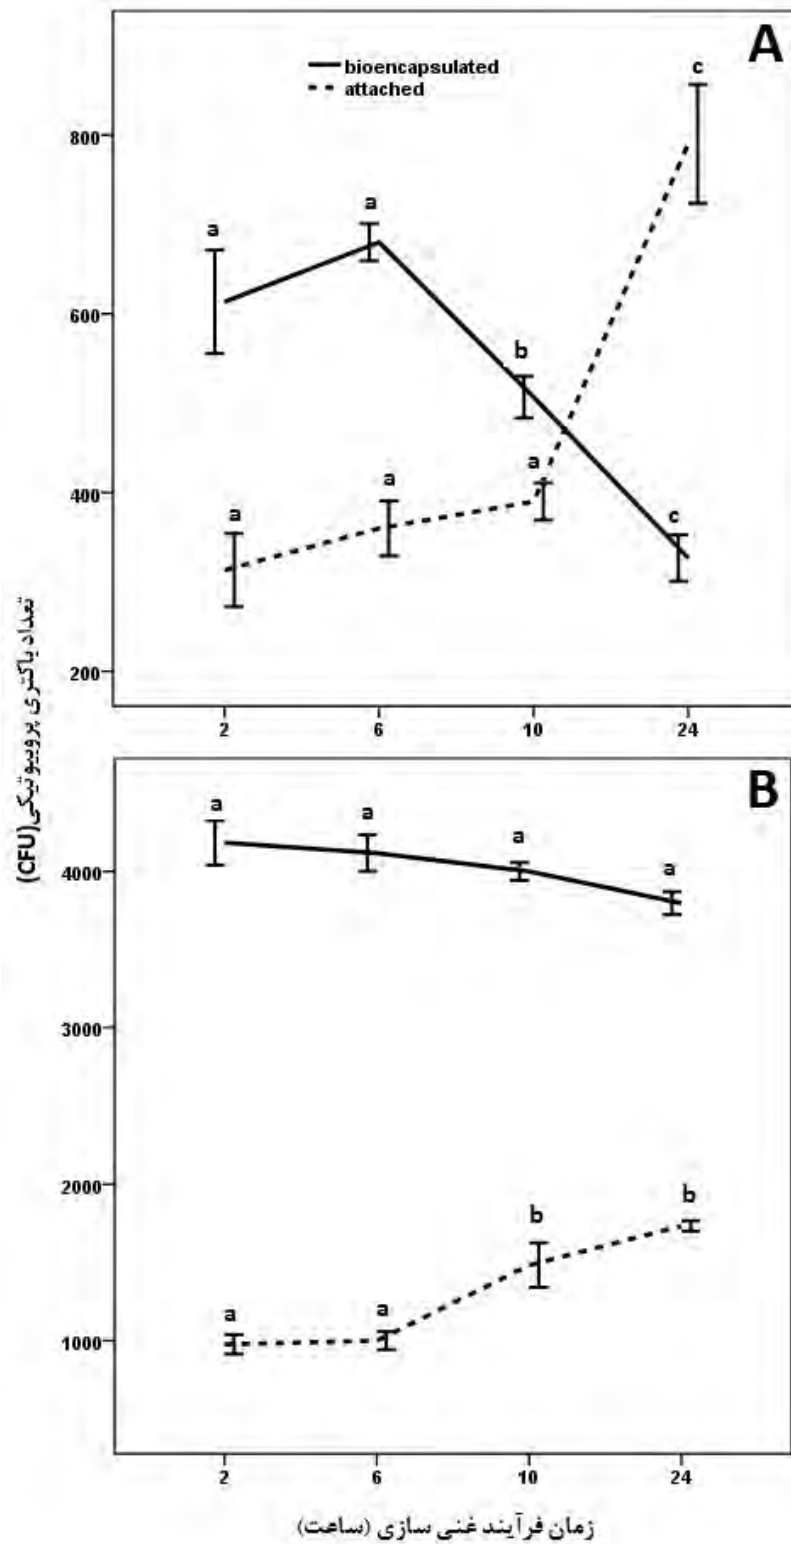 A
bioencapsulated
attached
c
800
a
a
600
b
a
a
a
400
c
200
2 6 10 24
B
a
a
a
a
4000
3000
2000
b
b
a
a
1000
2 6 10 24
تعداد باکتری پروبیوتیکی(CFU)
زمان فرآیند غنی سازی (ساعت)